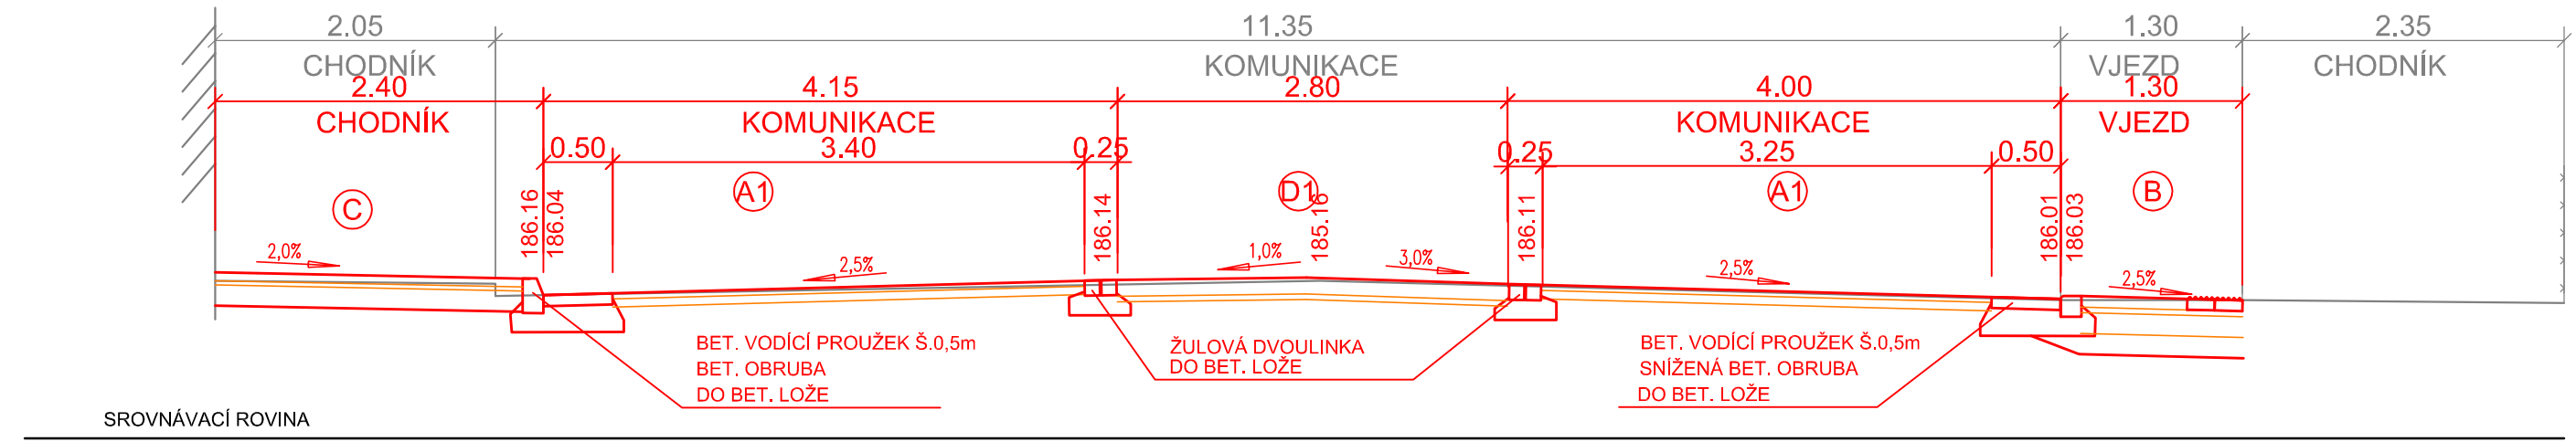 2.05 11.35 1.30 2.35
CHODNÍK KOMUNIKACE VJEZD CHODNÍK
2.40 4.15 2.80 4.00 1.30
CHODNÍK KOMUNIKACE KOMUNIKACE VJEZD
0.50 3.40 0.25 0.25 3.25 0.50
C A1 D1 A1 B
186.16 186.04 186.14 185.16 186.11 186.01 186.03
2,0% 2,5% 1,0% 3,0% 2,5% 2,5%
BET. VODÍCÍ PROUŽEK Š.0,5m
BET. OBRUBA
DO BET. LOŽE
ŽULOVÁ DVOULINKA
DO BET. LOŽE
BET. VODÍCÍ PROUŽEK Š.0,5m
SNÍŽENÁ BET. OBRUBA
DO BET. LOŽE
SROVNÁVACÍ ROVINA